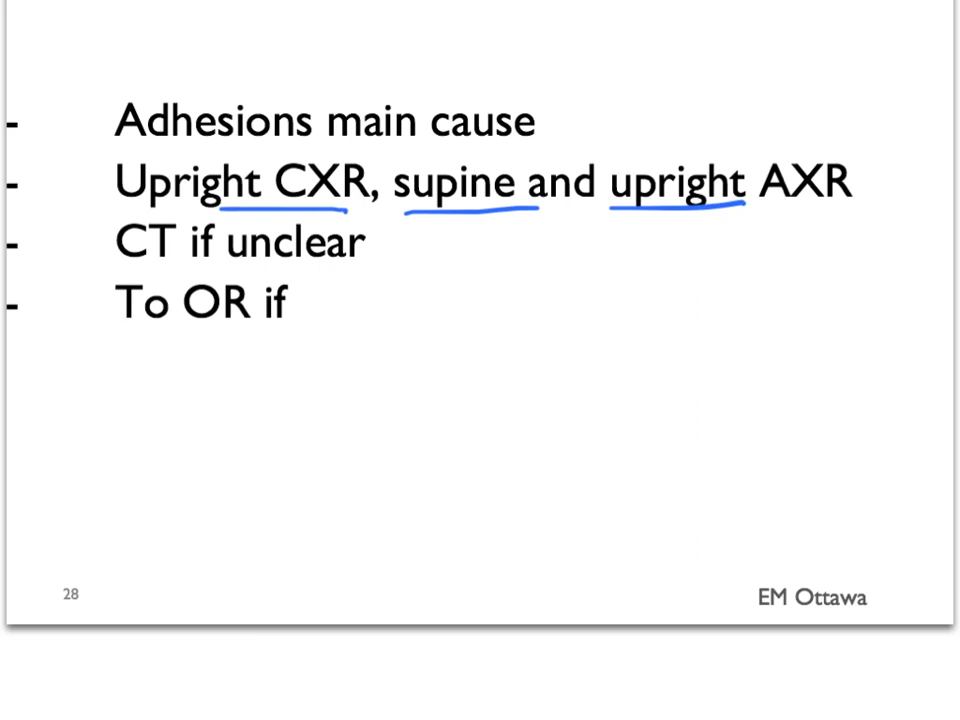 - Adhesions main cause
- Upright CXR, supine and upright AXR
- CT if unclear
- To OR if
28
EM Ottawa